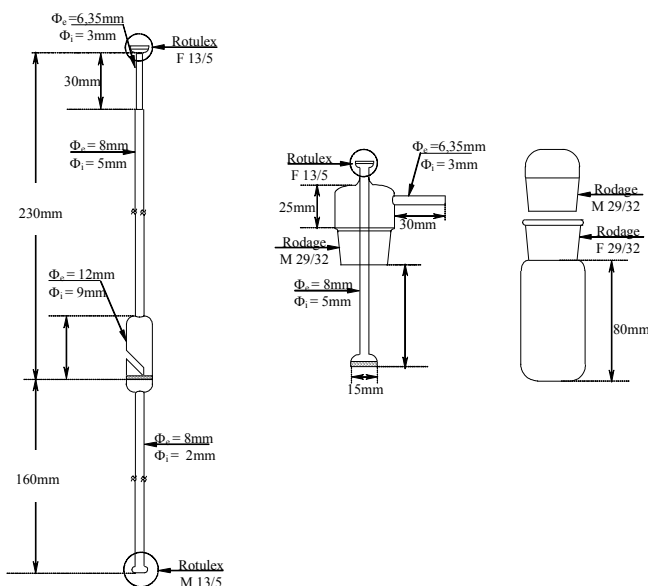 Φe =6,35mm
Φi = 3mm
Rotulex
F 13/5
30mm
Φe = 8mm
Φi = 5mm
230mm
Φe = 12mm
Φi = 9mm
160mm
Φe = 8mm
Φi = 2mm
Rotulex
M 13/5
Rotulex
F 13/5
Φe =6,35mm
Φi = 3mm
25mm
30mm
Rodage
M 29/32
Φe = 8mm
Φi = 5mm
15mm
Rodage
M 29/32
Rodage
F 29/32
80mm